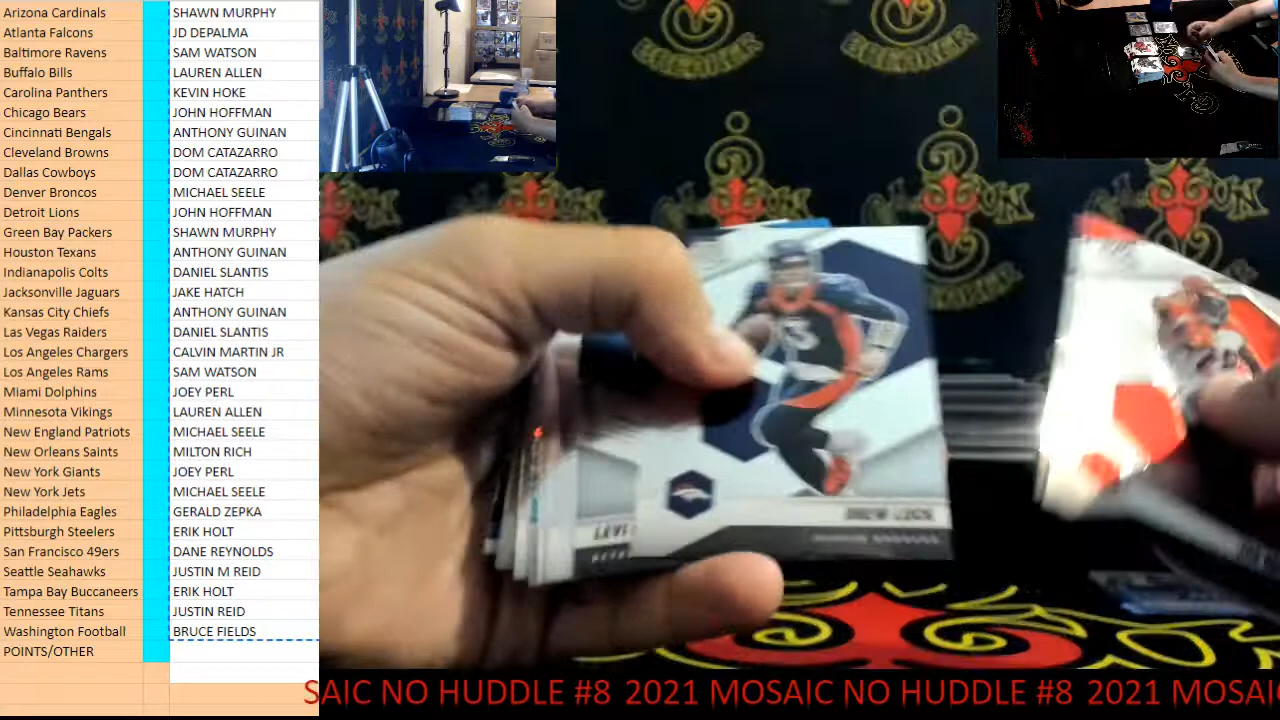 Arizona Cardinals SHAWN MURPHY
Atlanta Falcons JD DEPALMA
Baltimore Ravens SAM WATSON
Buffalo Bills LAUREN ALLEN
Carolina Panthers KEVIN HOKE
Chicago Bears JOHN HOFFMAN
Cincinnati Bengals ANTHONY GUINAN
Cleveland Browns DOM CATAZARRO
Dallas Cowboys DOM CATAZARRO
Denver Broncos MICHAEL SEELE
Detroit Lions JOHN HOFFMAN
Green Bay Packers SHAWN MURPHY
Houston Texans ANTHONY GUINAN
Indianapolis Colts DANIEL SLANTIS
Jacksonville Jaguars JAKE HATCH
Kansas City Chiefs ANTHONY GUINAN
Las Vegas Raiders DANIEL SLANTIS
Los Angeles Chargers CALVIN MARTIN JR
Los Angeles Rams SAM WATSON
Miami Dolphins JOEY PERL
Minnesota Vikings LAUREN ALLEN
New England Patriots MICHAEL SEELE
New Orleans Saints MILTON RICH
New York Giants JOEY PERL
New York Jets MICHAEL SEELE
Philadelphia Eagles GERALD ZEPKA
Pittsburgh Steelers ERIK HOLT
San Francisco 49ers DANE REYNOLDS
Seattle Seahawks JUSTIN M REID
Tampa Bay Buccaneers ERIK HOLT
Tennessee Titans JUSTIN REID
Washington Football BRUCE FIELDS
POINTS/OTHER
SAIC NO HUDDLE #8 2021 MOSAIC NO HUDDLE #8 2021 MOSAI